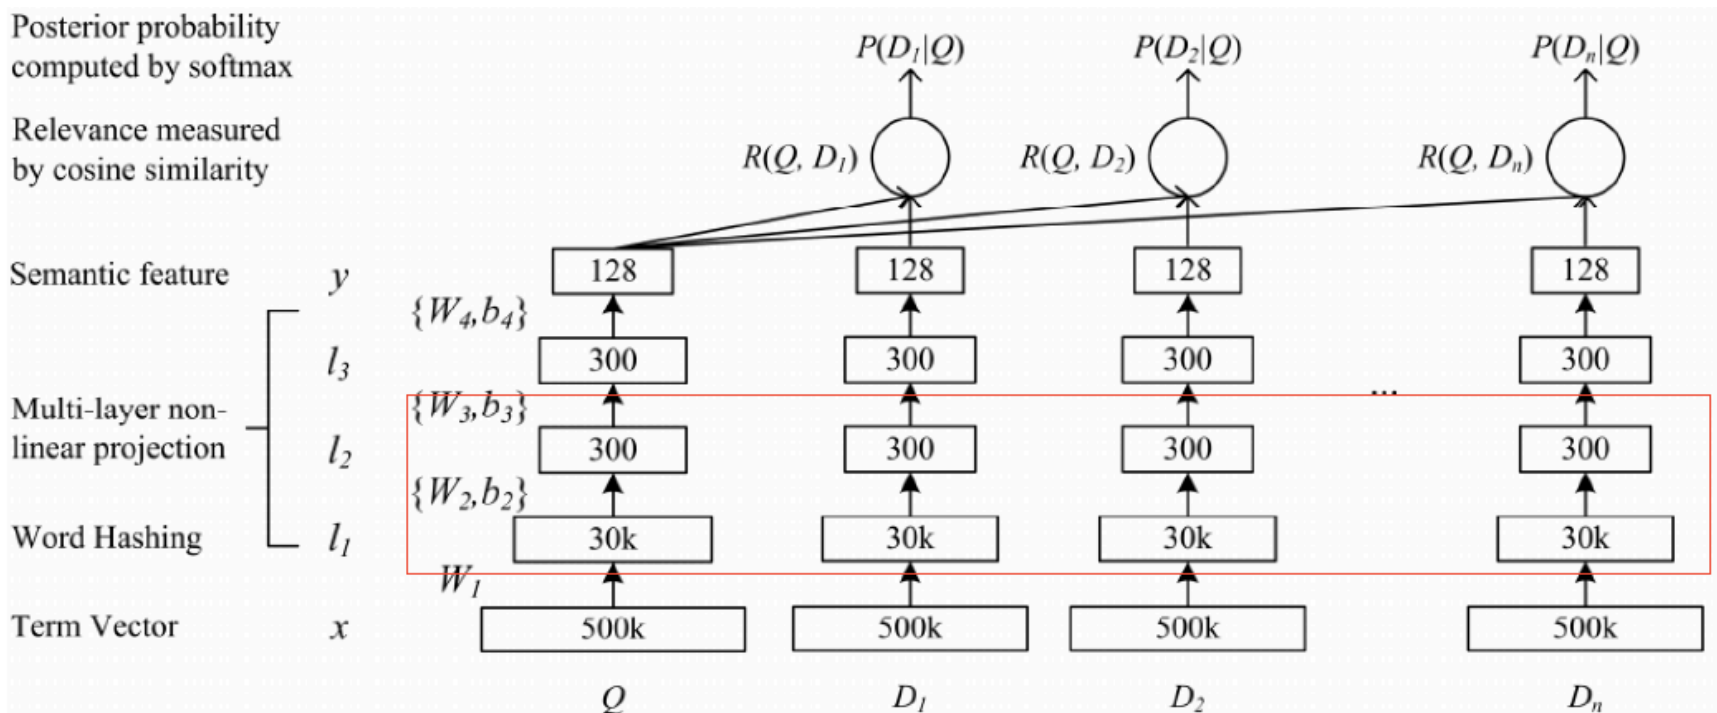 Posterior probability
computed by softmax
P(D₁|Q) P(D₂|Q) P(Dₙ|Q)
Relevance measured
by cosine similarity
R(Q, D₁) R(Q, D₂) R(Q, Dₙ)
Semantic feature y 128 128 128 128
{W₄,b₄}
l₃ 300 300 300 300
{W₃,b₃} ...
Multi-layer non-
linear projection
l₂ 300 300 300 300
{W₂,b₂}
Word Hashing l₁ 30k 30k 30k 30k
W₁
Term Vector x 500k 500k 500k 500k
Q D₁ D₂ Dₙ